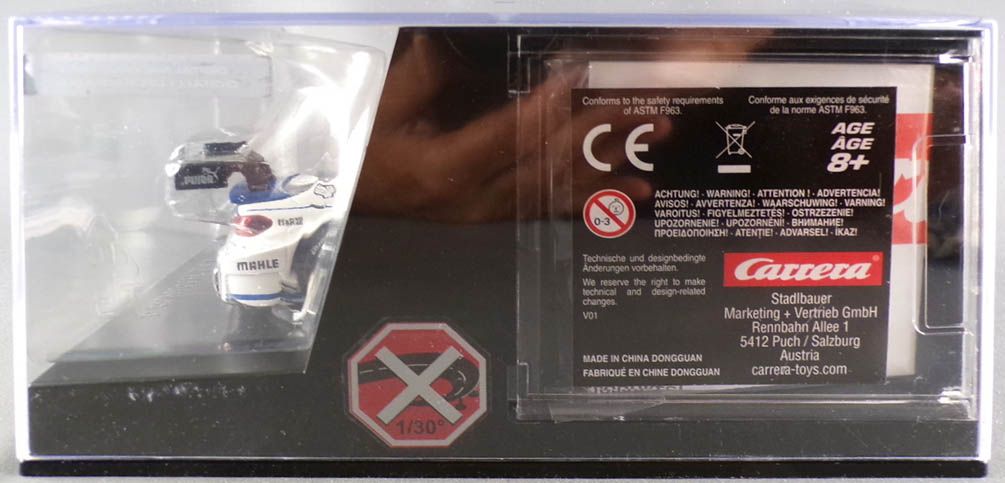 PUMA
MAHLE
1/30°
Conforms to the safety requirements
of ASTM F963.
Conforme aux exigences de sécurité
de la norme ASTM F963.
CE
AGE
ÂGE
8+
0-3
ACHTUNG! · WARNING! · ATTENTION ! · ADVERTENCIA!
AVISOS! · AVVERTENZA! · WAARSCHUWING! · VARNING!
VAROITUS! · FIGYELMEZTETÉS! · OSTRZEZENIE!
UPOZORNENIE! · UPOZORNĚNÍ! · ВНИМАНИЕ!
ΠΡΟΕΙΔΟΠΟΙΗΣΗ! · ATENŢIE! · ADVARSEL! · İKAZ!
Technische und designbedingte
Änderungen vorbehalten.
We reserve the right to make
technical and design-related
changes.
V01
MADE IN CHINA DONGGUAN
FABRIQUÉ EN CHINE DONGGUAN
Carrera
Stadlbauer
Marketing + Vertrieb GmbH
Rennbahn Allee 1
5412 Puch / Salzburg
Austria
carrera-toys.com